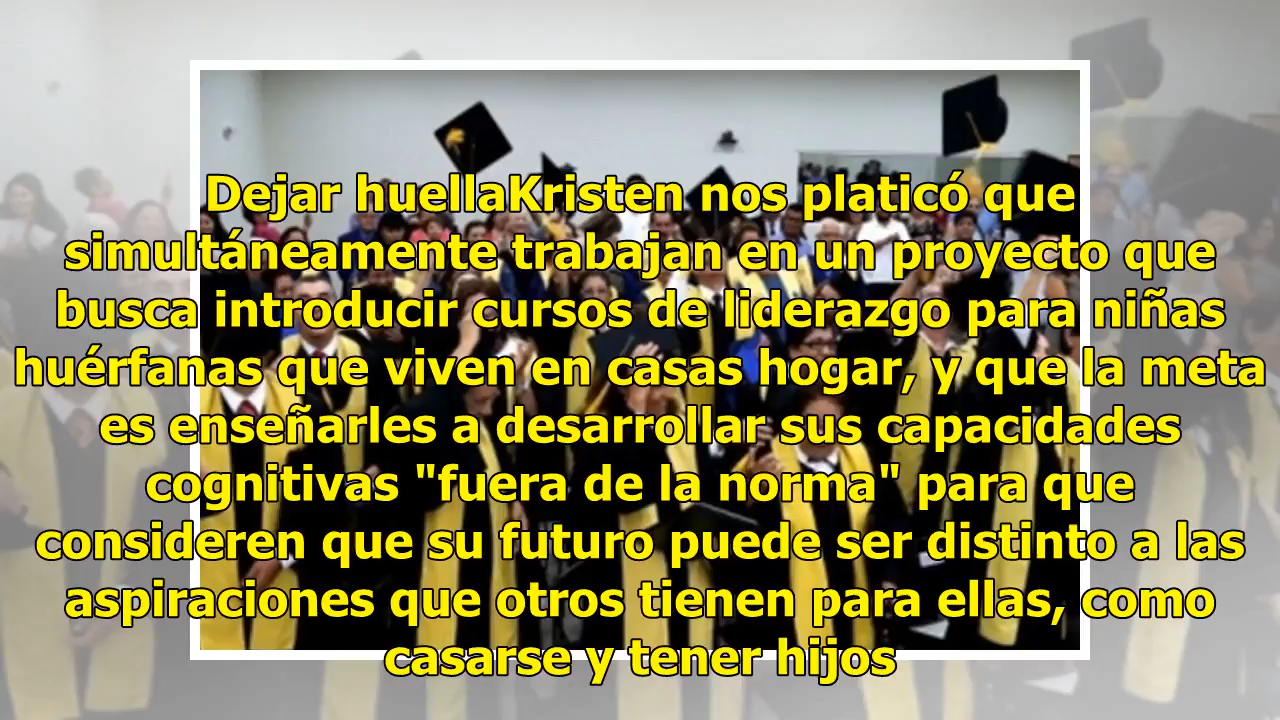 Dejar huellaKristen nos platicó que
simultáneamente trabajan en un proyecto que
busca introducir cursos de liderazgo para niñas
huérfanas que viven en casas hogar, y que la meta
es enseñarles a desarrollar sus capacidades
cognitivas "fuera de la norma" para que
consideren que su futuro puede ser distinto a las
aspiraciones que otros tienen para ellas, como
casarse y tener hijos